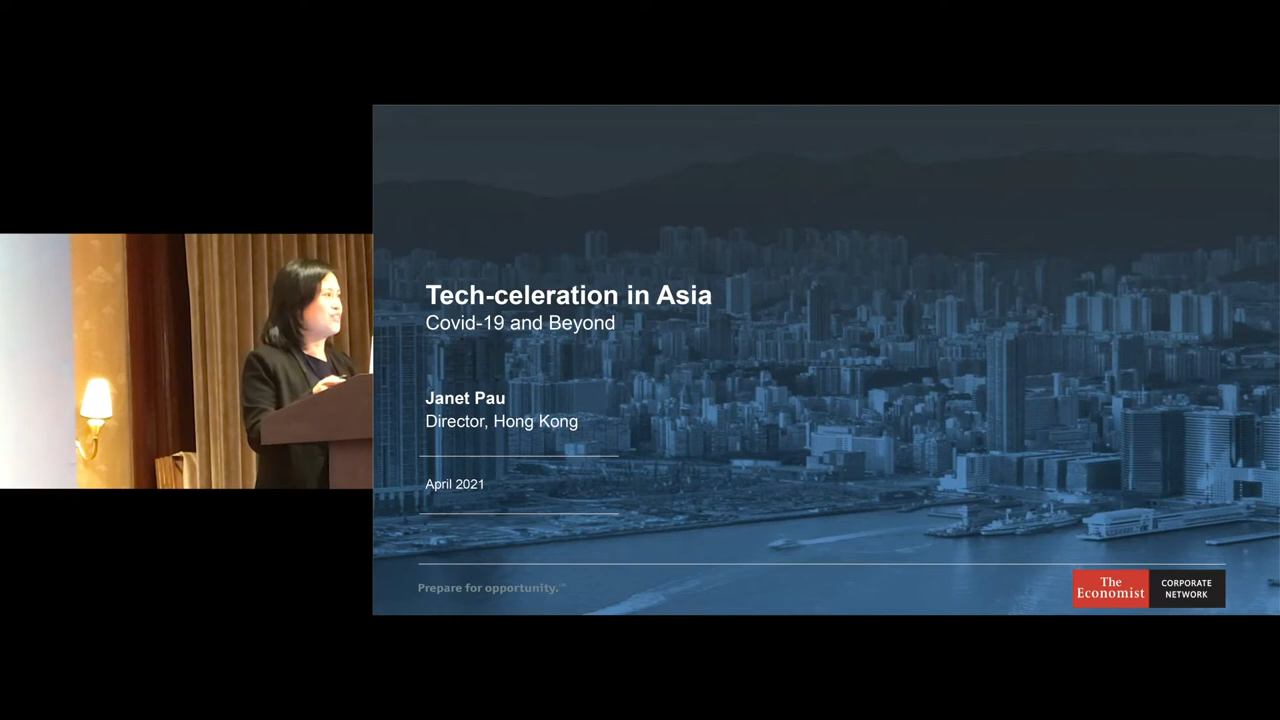 Tech-celeration in Asia
Covid-19 and Beyond
Janet Pau
Director, Hong Kong
April 2021
Prepare for opportunity.™
The
Economist
CORPORATE
NETWORK